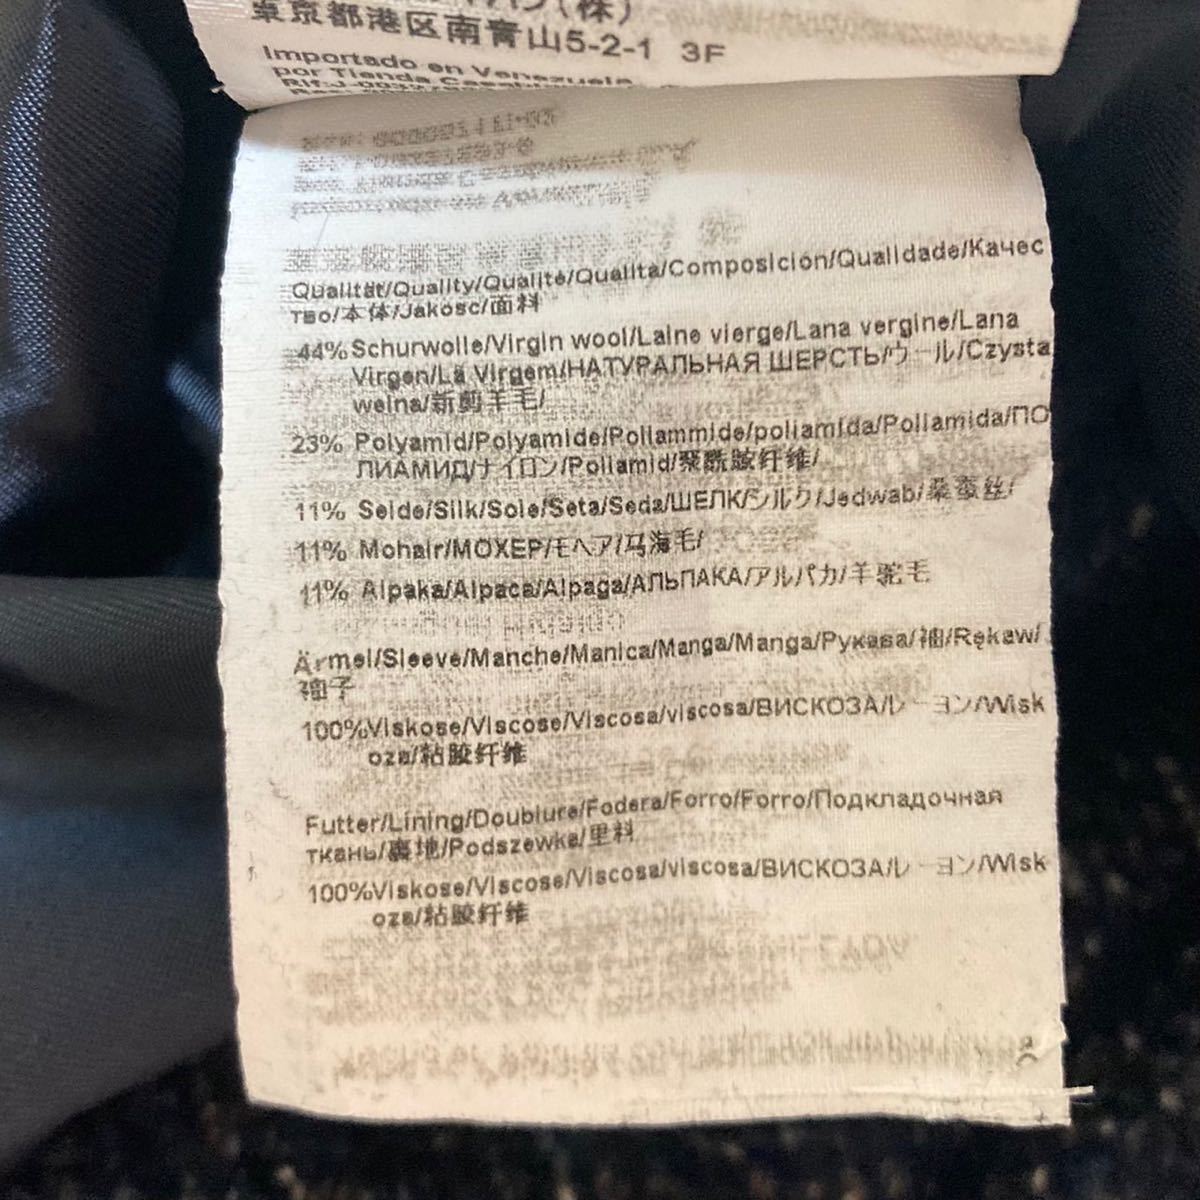 (株)
東京都港区南青山5-2-1 3F
Importado en Venezuela
por Tienda
Qualität/Quality/Qualité/Qualita/Composición/Qualidade/Качес
тво/本体/Jakosc/面料
44% Schurwolle/Virgin wool/Laine vierge/Lana vergine/Lana
Virgen/Lã Virgem/НАТУРАЛЬНАЯ ШЕРСТЬ/ウール/Czysta
welna/新剪羊毛/
23% Polyamid/Polyamide/Poliammide/poliamida/Poliamida/ПО
ЛИАМИД/ナイロン/Poliamid/聚酰胺纤维/
11% Seide/Silk/Soie/Seta/Seda/ШЕЛК/シルク/Jedwab/桑蚕丝/
11% Mohair/МОХЕР/モヘア/马海毛/
11% Alpaka/Alpaca/Alpaga/АЛЬПАКА/アルパカ/羊驼毛
Ärmel/Sleeve/Manche/Manica/Manga/Manga/Рукава/袖/Rękaw/
袖子
100%Viskose/Viscose/Viscosa/viscosa/ВИСКОЗА/レーヨン/Wisk
oza/粘胶纤维
Futter/Lining/Doublure/Fodera/Forro/Forro/Подкладочная
ткань/裏地/Podszewka/里料
100%Viskose/Viscose/Viscosa/viscosa/ВИСКОЗА/レーヨン/Wisk
oza/粘胶纤维